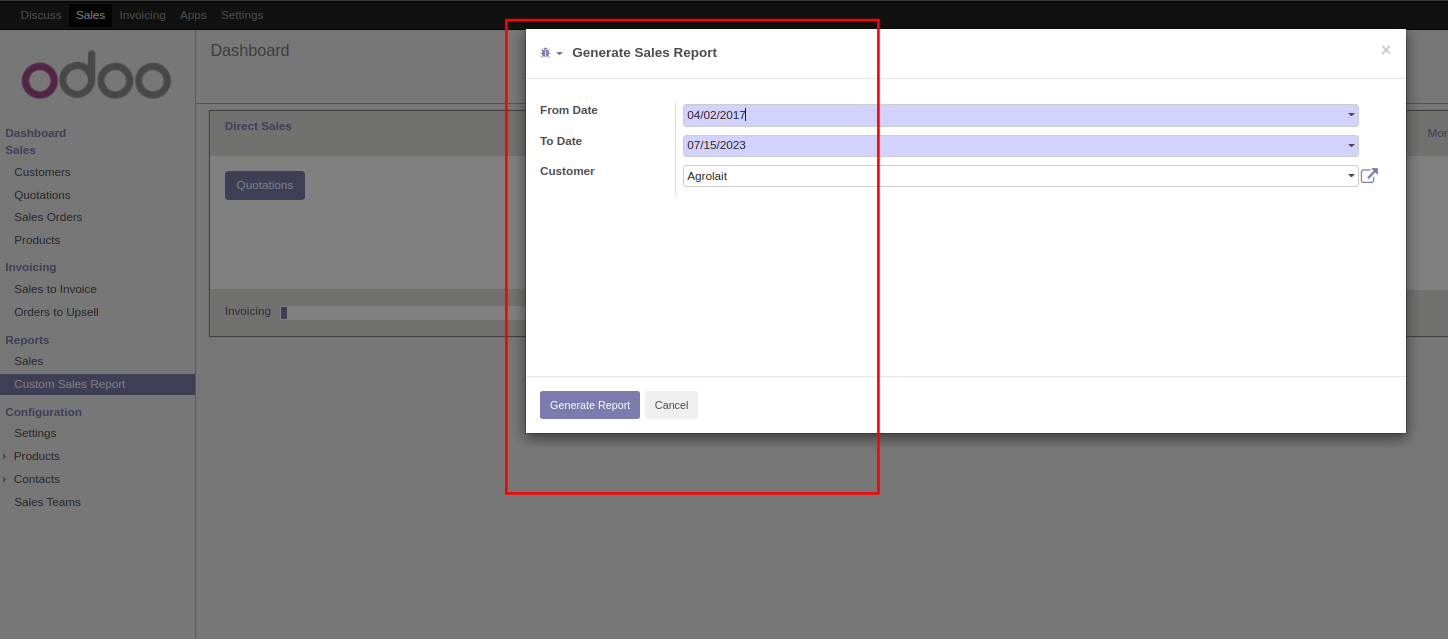 Discuss Sales Invoicing Apps Settings
odoo
Dashboard
Sales
Customers
Quotations
Sales Orders
Products
Invoicing
Sales to Invoice
Orders to Upsell
Reports
Sales
Custom Sales Report
Configuration
Settings
Products
Contacts
Sales Teams
Dashboard
Direct Sales
Quotations
Invoicing
Generate Sales Report ×
From Date 04/02/2017
To Date 07/15/2023
Customer Agrolait
Generate Report Cancel